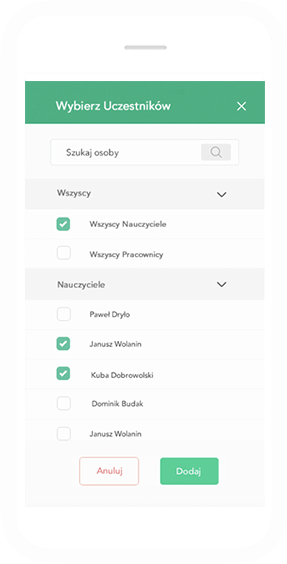 Wybierz Uczestników
Szukaj osoby
Wszyscy
Wszyscy Nauczyciele
Wszyscy Pracownicy
Nauczyciele
Paweł Dryło
Janusz Wolanin
Kuba Dobrowolski
Dominik Budak
Janusz Wolanin
Anuluj Dodaj